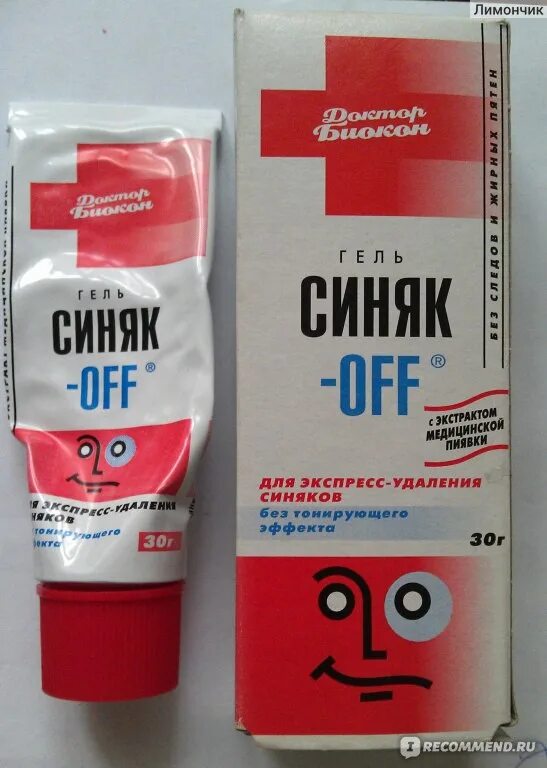 Лимончик
Доктор
Биокон
ГЕЛЬ
СИНЯК
-OFF®
30г
ДЛЯ ЭКСПРЕСС-УДАЛЕНИЯ
СИНЯКОВ
тонирующего
эффекта
Доктор
Биокон
БЕЗ СЛЕДОВ И ЖИРНЫХ ПЯТЕН
ГЕЛЬ
СИНЯК
-OFF®
с ЭКСТРАКТОМ
МЕДИЦИНСКОЙ
ПИЯВКИ
ДЛЯ ЭКСПРЕСС-УДАЛЕНИЯ
СИНЯКОВ
без тонирующего
эффекта
30г
IRECOMMEND.RU